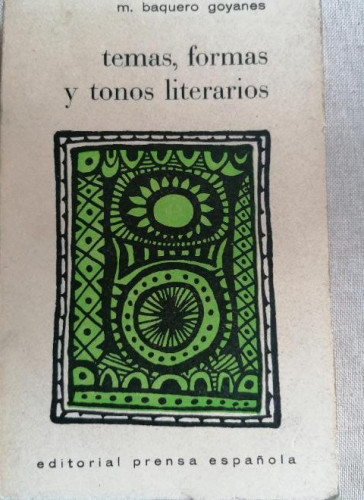 m. baquero goyanes
temas, formas
y tonos literarios
editorial prensa española